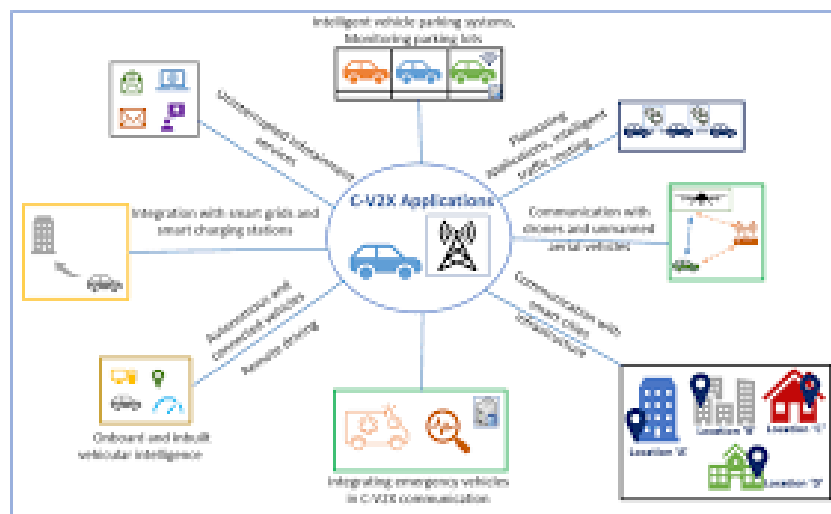 Intelligent vehicle parking systems,
Monitoring parking lots
Uninterrupted infotainment
services
Platooning
applications, intelligent
traffic routing
C-V2X Applications
Integration with smart grids and
smart charging stations
Communication with
drones and unmanned
aerial vehicles
Autonomous and
connected vehicles
Remote driving
Communication with
smart cities
infrastructure
Onboard and inbuilt
vehicular intelligence
Integrating emergency vehicles
in C-V2X communication
Location 'A'
Location 'B'
Location 'C'
Location 'D'